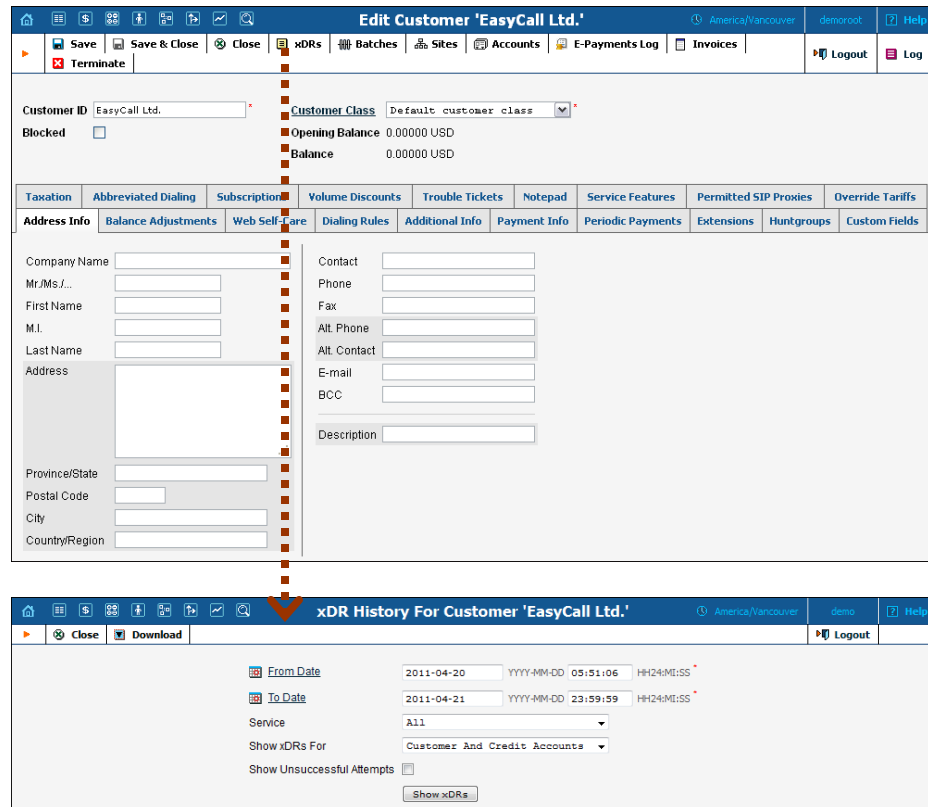 Edit Customer 'EasyCall Ltd.' America/Vancouver demoroot ? Help
Save Save & Close Close xDRs Batches Sites Accounts E-Payments Log Invoices Logout Log
Terminate
Customer ID EasyCall Ltd. * Customer Class Default customer class *
Blocked Opening Balance 0.00000 USD
Balance 0.00000 USD
Taxation Abbreviated Dialing Subscriptions Volume Discounts Trouble Tickets Notepad Service Features Permitted SIP Proxies Override Tariffs
Address Info Balance Adjustments Web Self-Care Dialing Rules Additional Info Payment Info Periodic Payments Extensions Huntgroups Custom Fields
Company Name Contact
Mr./Ms./... Phone
First Name Fax
M.I. Alt. Phone
Last Name Alt. Contact
Address E-mail
BCC
Description
Province/State
Postal Code
City
Country/Region
xDR History For Customer 'EasyCall Ltd.' America/Vancouver demo ? Help
Close Download Logout
From Date 2011-04-20 YYYY-MM-DD 05:51:06 HH24:MI:SS *
To Date 2011-04-21 YYYY-MM-DD 23:59:59 HH24:MI:SS *
Service All
Show xDRs For Customer And Credit Accounts
Show Unsuccessful Attempts
Show xDRs